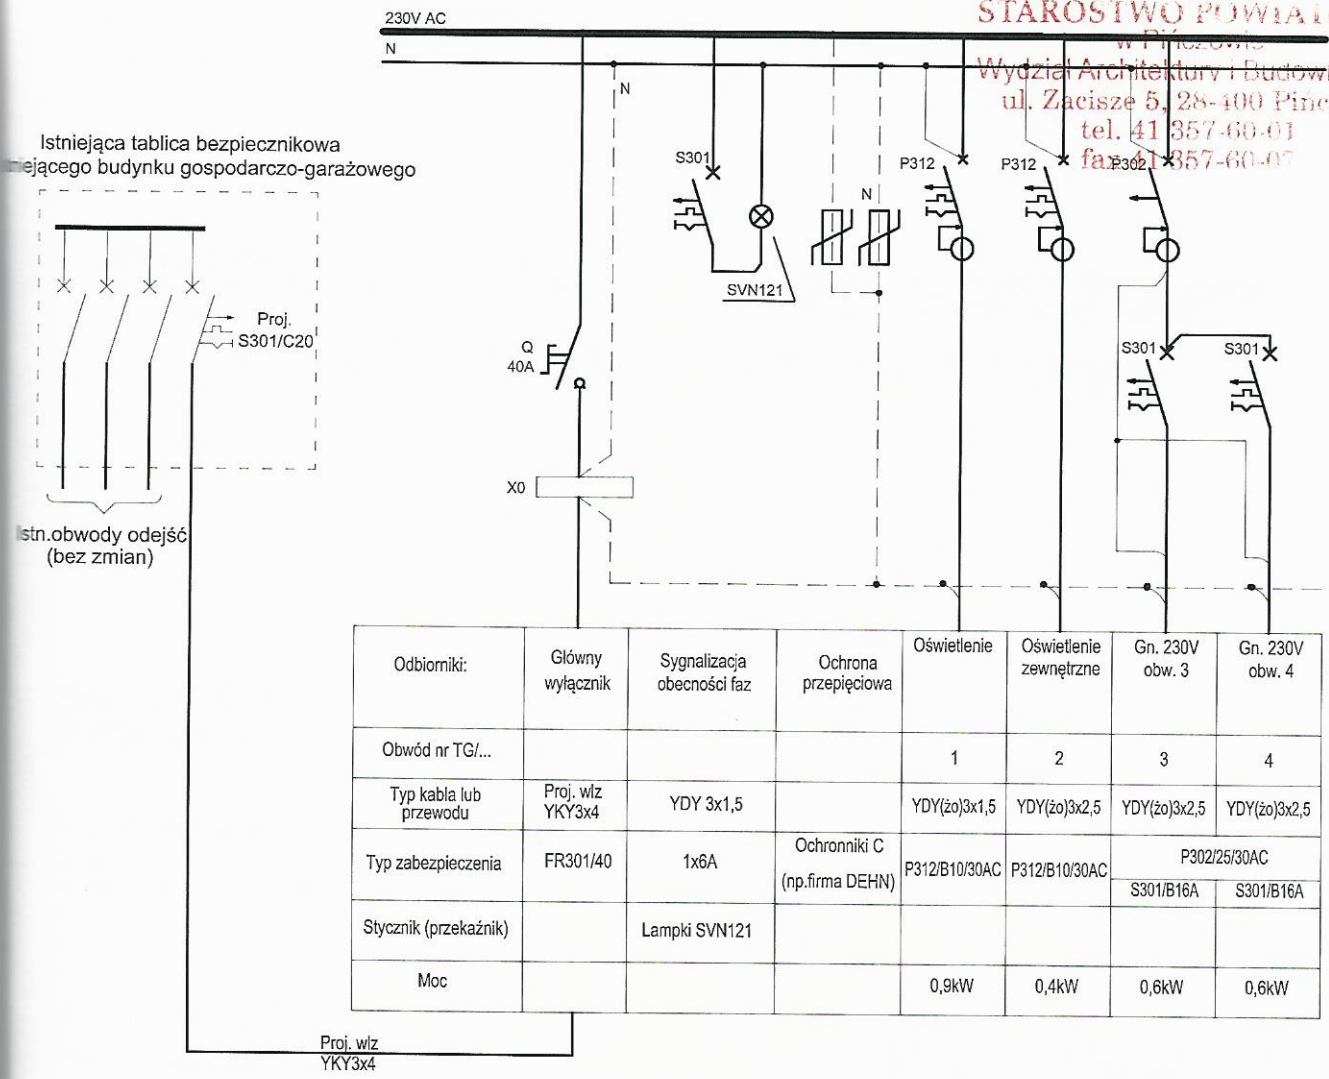 230V AC
N
STAROSTWO POWIAT
w Pińczowie
Wydział Architektury i Budown
ul. Zacisze 5, 28-400 Pińc
tel. 41 357-60-01
fax 41 357-60-07
N
Istniejąca tablica bezpiecznikowa
niejącego budynku gospodarczo-garażowego
S301
P312
P312
P302
N
SVN121
Proj.
S301/C20
Q
40A
S301
S301
X0
Istn.obwody odejść
(bez zmian)
Odbiorniki:
Główny
wyłącznik
Sygnalizacja
obecności faz
Ochrona
przepięciowa
Oświetlenie
Oświetlenie
zewnętrzne
Gn. 230V
obw. 3
Gn. 230V
obw. 4
Obwód nr TG/...
1
2
3
4
Typ kabla lub
przewodu
Proj. wlz
YKY3x4
YDY 3x1,5
YDY(żo)3x1,5
YDY(żo)3x2,5
YDY(żo)3x2,5
YDY(żo)3x2,5
Typ zabezpieczenia
FR301/40
1x6A
Ochronniki C
(np.firma DEHN)
P312/B10/30AC
P312/B10/30AC
P302/25/30AC
S301/B16A
S301/B16A
Stycznik (przekaźnik)
Lampki SVN121
Moc
0,9kW
0,4kW
0,6kW
0,6kW
Proj. wlz
YKY3x4